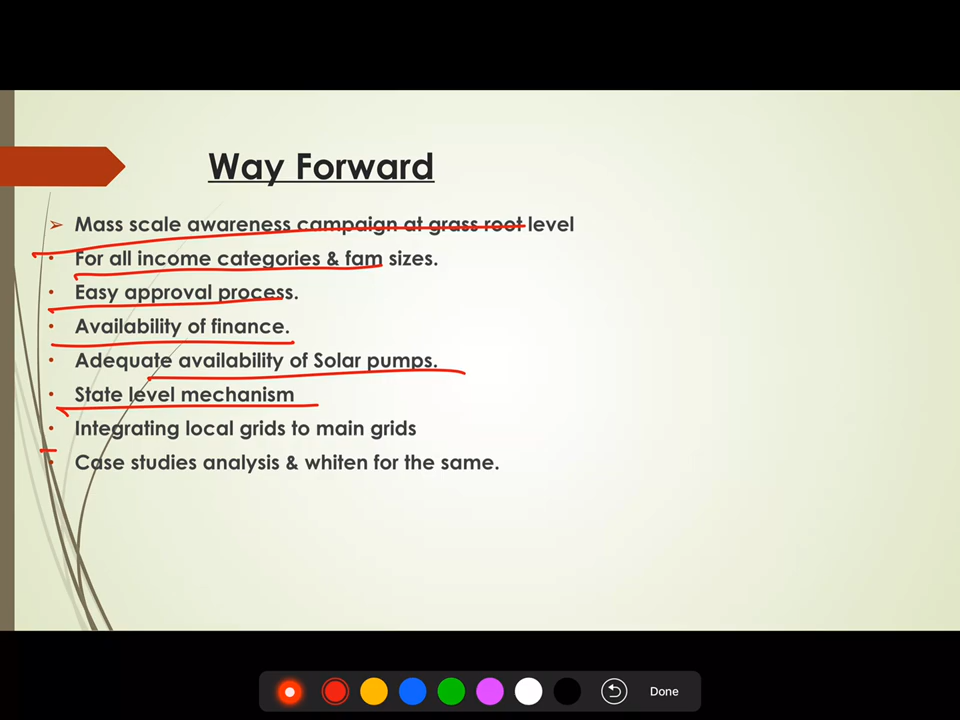 Way Forward
Mass scale awareness campaign at grass root level
For all income categories & fam sizes.
Easy approval process.
Availability of finance.
Adequate availability of Solar pumps.
State level mechanism
Integrating local grids to main grids
Case studies analysis & whiten for the same.
Done